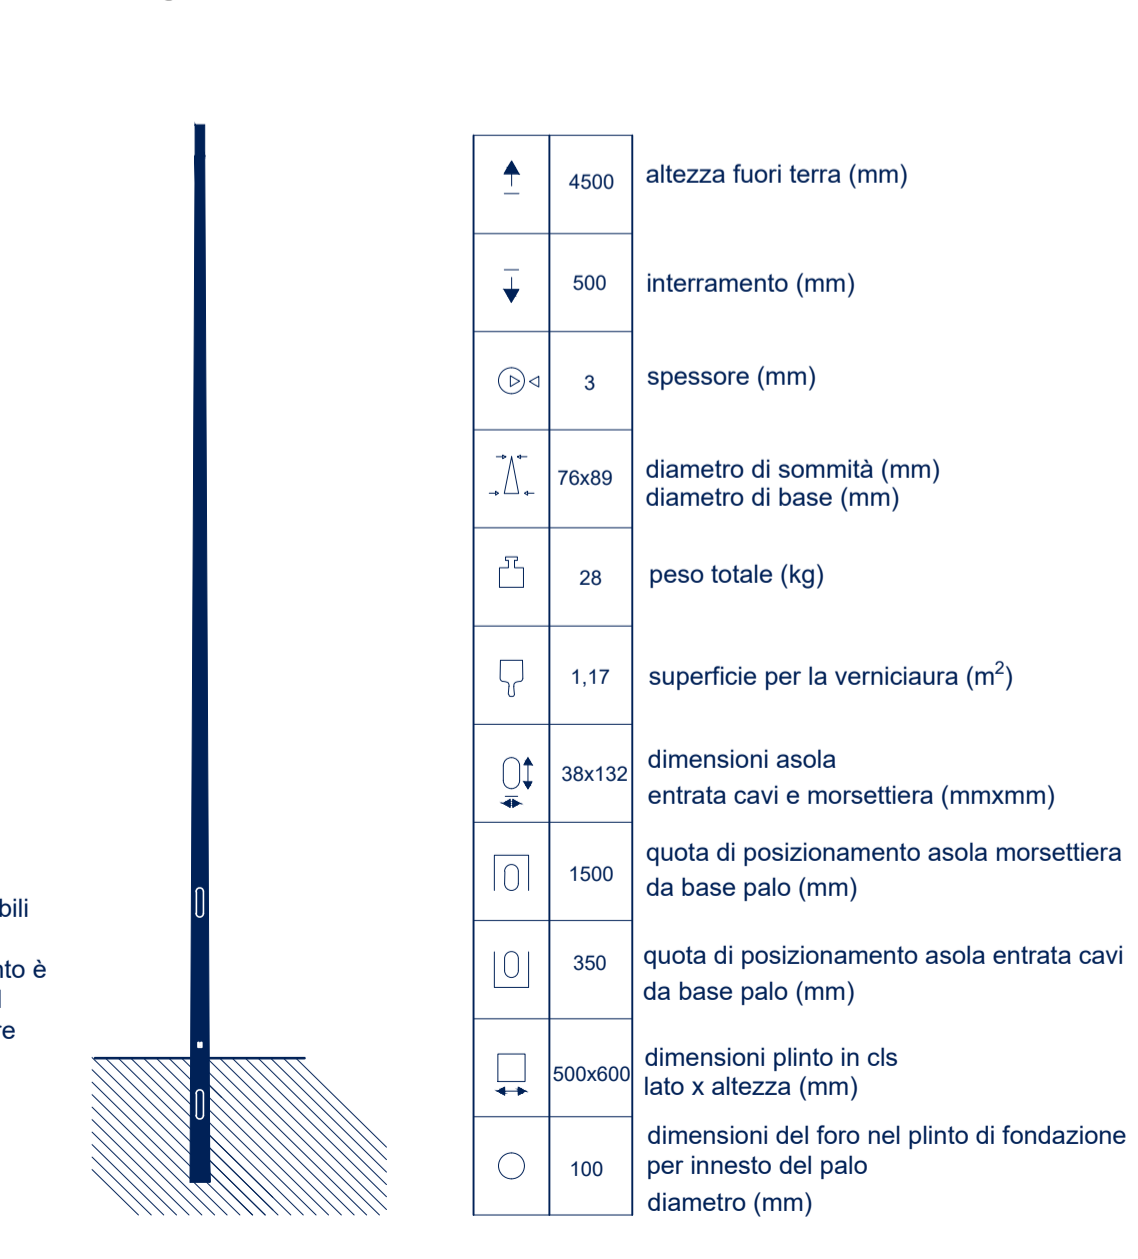 4500 altezza fuori terra (mm)
500 interramento (mm)
3 spessore (mm)
76x89 diametro di sommità (mm)
diametro di base (mm)
28 peso totale (kg)
1,17 superficie per la verniciaura (m²)
38x132 dimensioni asola
entrata cavi e morsettiera (mmxmm)
1500 quota di posizionamento asola morsettiera
da base palo (mm)
350 quota di posizionamento asola entrata cavi
da base palo (mm)
500x600 dimensioni plinto in cls
lato x altezza (mm)
100 dimensioni del foro nel plinto di fondazione
per innesto del palo
diametro (mm)
bili
nto è
re